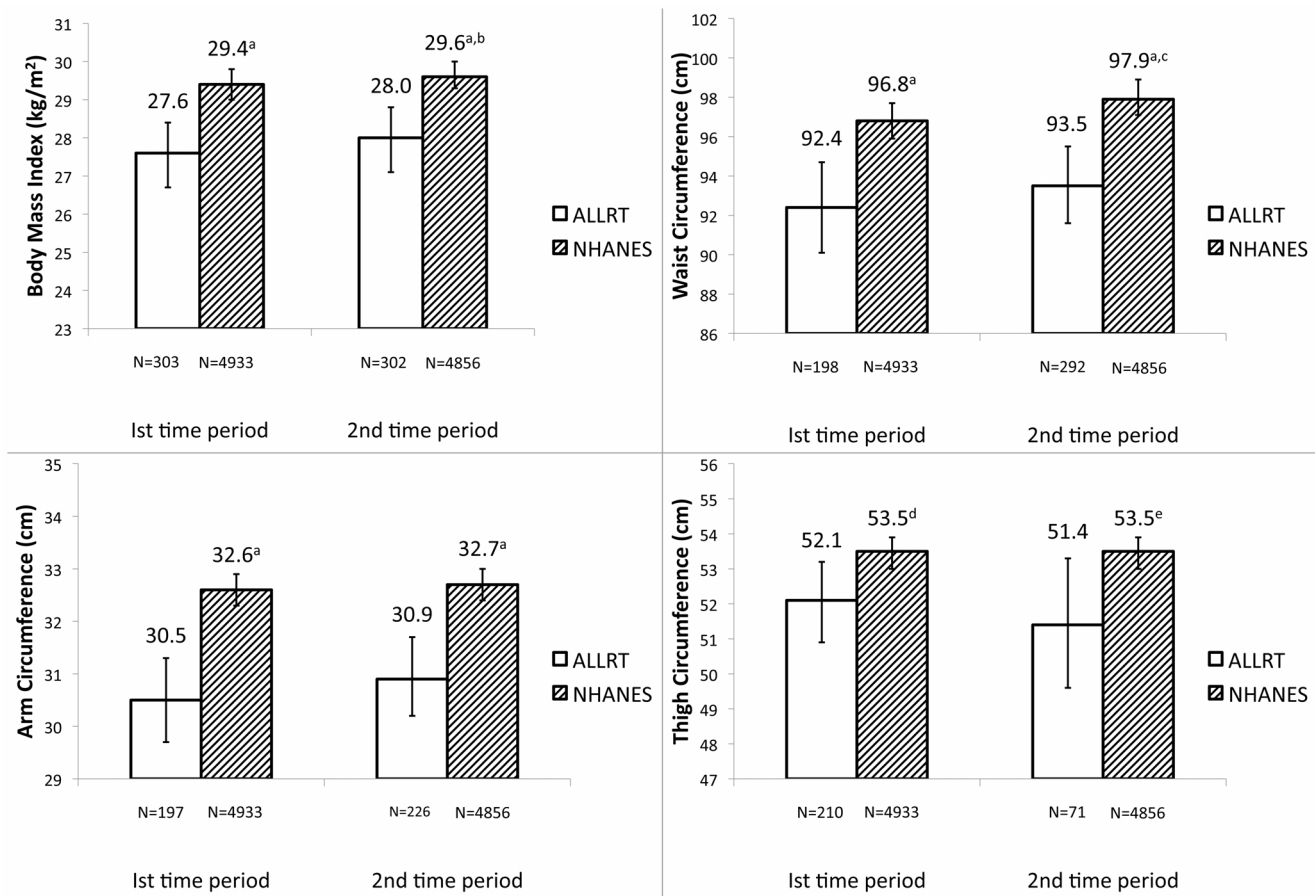 Body Mass Index (kg/m²)
31
30
29
28
27
26
25
24
23
27.6
29.4ᵃ
28.0
29.6ᵃ,ᵇ
ALLRT
NHANES
N=303 N=4933 N=302 N=4856
Ist time period 2nd time period
Waist Circumference (cm)
102
100
98
96
94
92
90
88
86
92.4
96.8ᵃ
93.5
97.9ᵃ,ᶜ
ALLRT
NHANES
N=198 N=4933 N=292 N=4856
Ist time period 2nd time period
Arm Circumference (cm)
35
34
33
32
31
30
29
30.5
32.6ᵃ
30.9
32.7ᵃ
ALLRT
NHANES
N=197 N=4933 N=226 N=4856
Ist time period 2nd time period
Thigh Circumference (cm)
56
55
54
53
52
51
50
49
48
47
52.1
53.5ᵈ
51.4
53.5ᵉ
ALLRT
NHANES
N=210 N=4933 N=71 N=4856
Ist time period 2nd time period